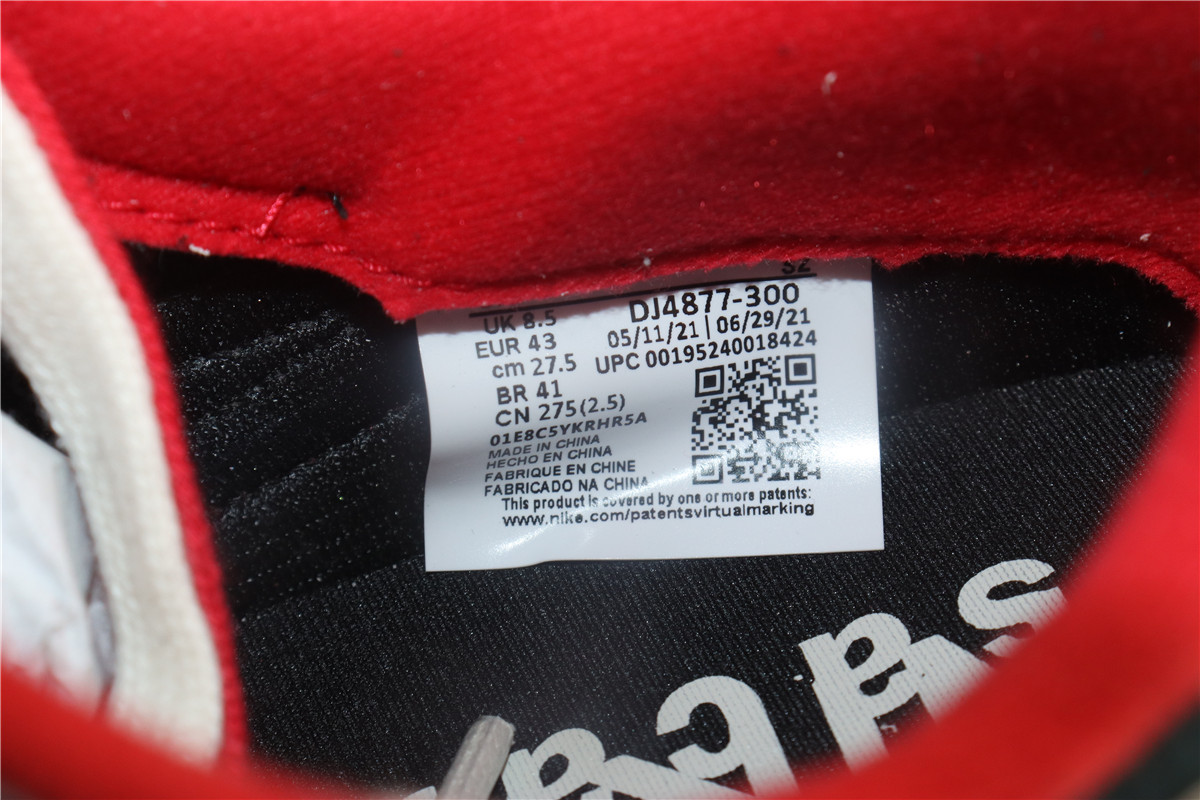 S2
UK 8.5
EUR 43
cm 27.5
BR 41
CN 275(2.5)
DJ4877-300
05/11/21 | 06/29/21
UPC 00195240018424
01E8C5YKRHR5A
MADE IN CHINA
HECHO EN CHINA
FABRIQUE EN CHINE
FABRICADO NA CHINA
This product is covered by one or more patents:
www.nike.com/patentsvirtualmarking